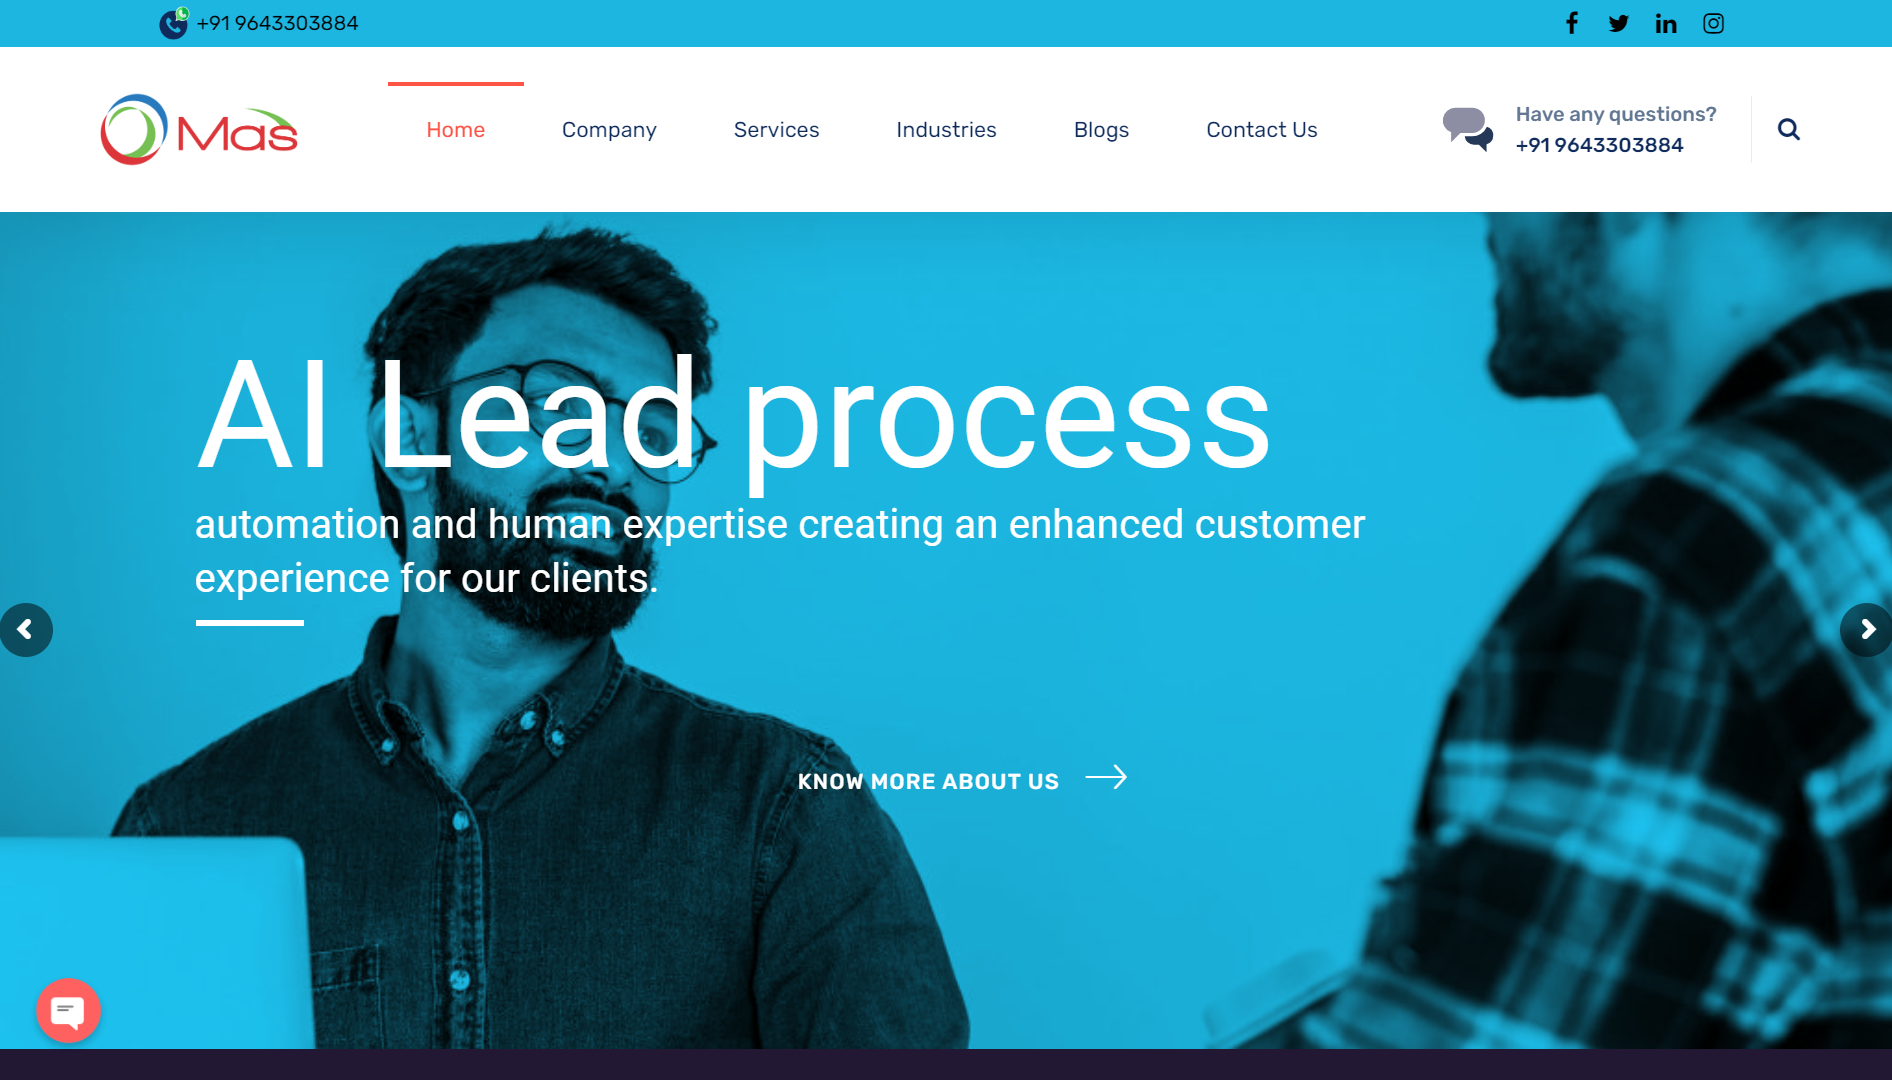 +91 9643303884
Mas
Home
Company
Services
Industries
Blogs
Contact Us
Have any questions?
+91 9643303884
AI Lead process
automation and human expertise creating an enhanced customer
experience for our clients.
KNOW MORE ABOUT US